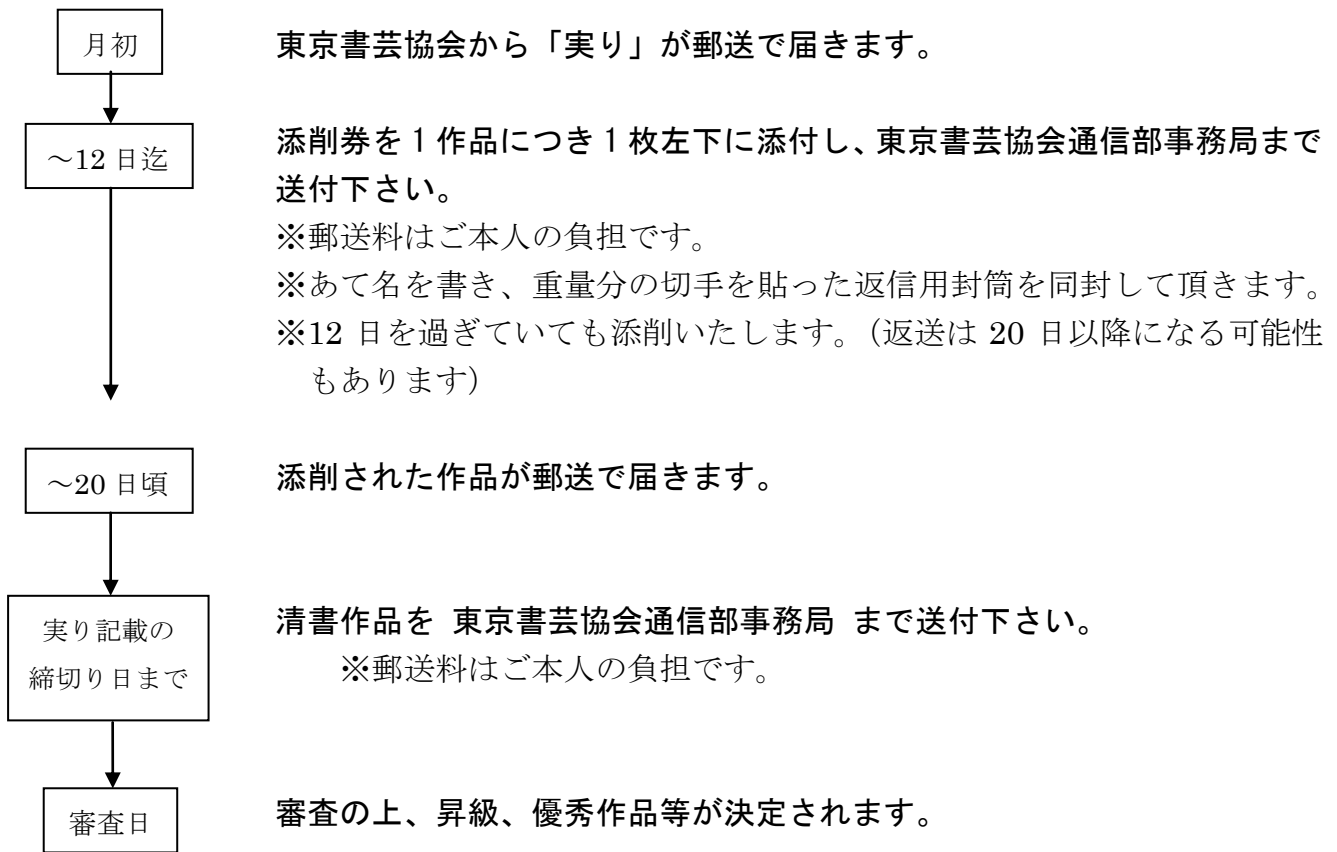 月初
東京書芸協会から「実り」が郵送で届きます。
～12 日迄
添削券を1作品につき1枚左下に添付し、東京書芸協会通信部事務局まで
送付下さい。
※郵送料はご本人の負担です。
※あて名を書き、重量分の切手を貼った返信用封筒を同封して頂きます。
※12 日を過ぎていても添削いたします。（返送は 20 日以降になる可能性
もあります）
～20 日頃
添削された作品が郵送で届きます。
実り記載の
締切り日まで
清書作品を 東京書芸協会通信部事務局 まで送付下さい。
※郵送料はご本人の負担です。
審査日
審査の上、昇級、優秀作品等が決定されます。